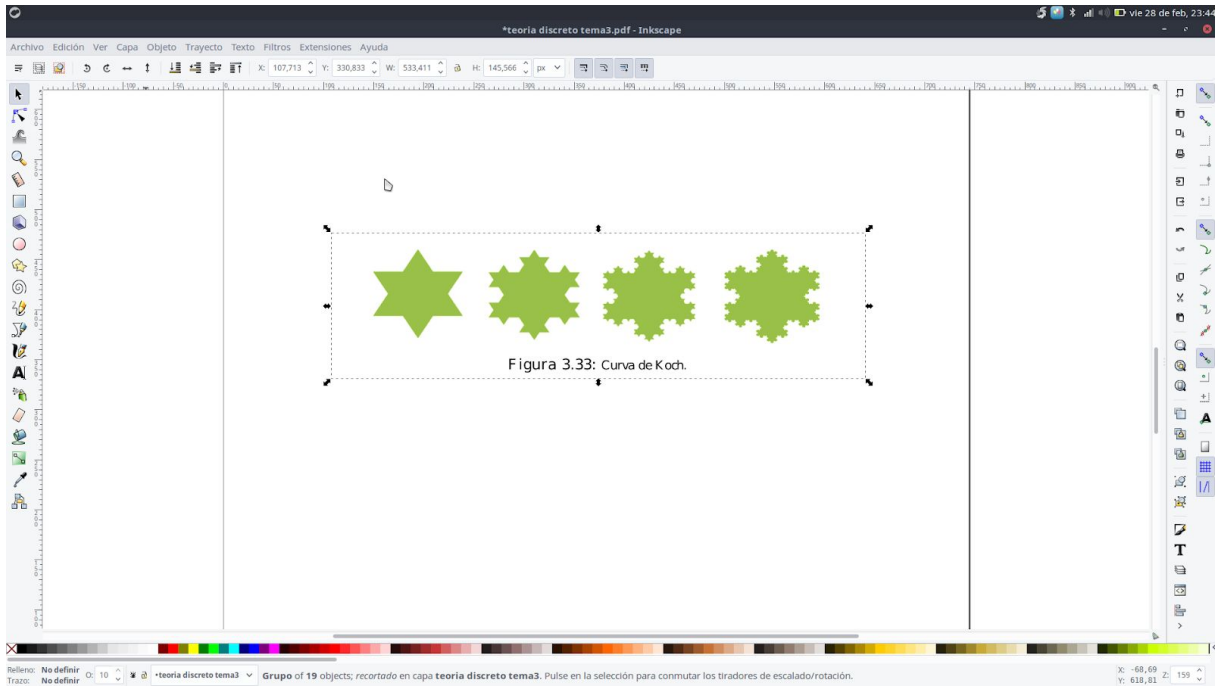 vie 28 de feb, 23:44
*teoria discreto tema3.pdf - Inkscape
Archivo Edición Ver Capa Objeto Trayecto Texto Filtros Extensiones Ayuda
X: 107,713 Y: 330,833 W: 533,411 H: 145,566 px
Figura 3.33: Curva de Koch.
Relleno: No definir
Trazo: No definir
O: 10
•teoria discreto tema3
Grupo of 19 objects; recortado en capa teoria discreto tema3. Pulse en la selección para conmutar los tiradores de escalado/rotación.
X: -68,69
Y: 618,81
Z: 159